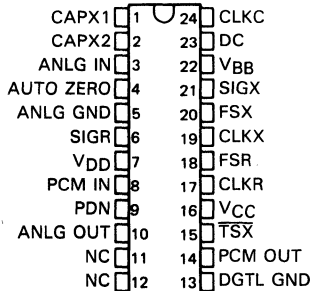 CAPX1 1 24 CLKC
CAPX2 2 23 DC
ANLG IN 3 22 VBB
AUTO ZERO 4 21 SIGX
ANLG GND 5 20 FSX
SIGR 6 19 CLKX
VDD 7 18 FSR
PCM IN 8 17 CLKR
PDN 9 16 VCC
ANLG OUT 10 15 TSX
NC 11 14 PCM OUT
NC 12 13 DGTL GND